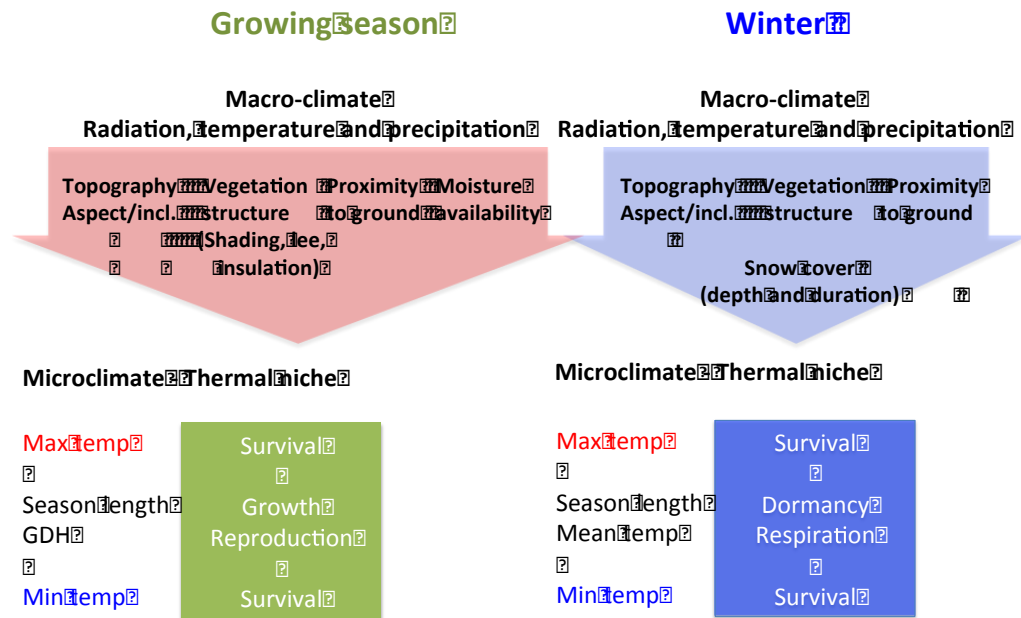 Growing season
Macro-climate
Radiation, temperature and precipitation
Topography Vegetation Proximity Moisture
Aspect/incl. structure to ground availability
(Shading, lee,
insulation)
Microclimate - Thermal niche
Max temp
Season length
GDH
Min temp
Survival
Growth
Reproduction
Survival
Winter
Macro-climate
Radiation, temperature and precipitation
Topography Vegetation Proximity
Aspect/incl. structure to ground
Snow cover
(depth and duration)
Microclimate - Thermal niche
Max temp
Season length
Mean temp
Min temp
Survival
Dormancy
Respiration
Survival